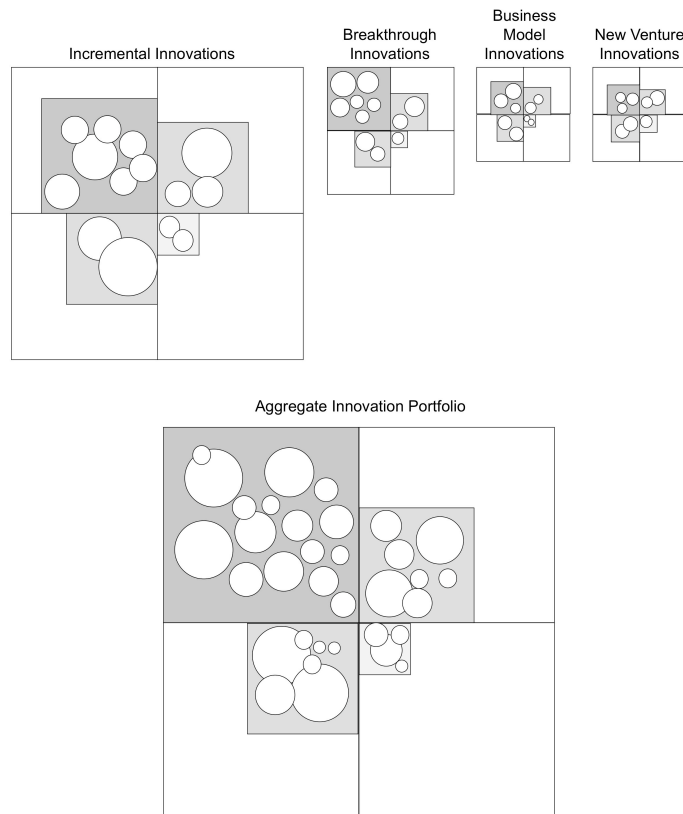 Incremental Innovations
Breakthrough
Innovations
Business
Model
Innovations
New Venture
Innovations
Aggregate Innovation Portfolio